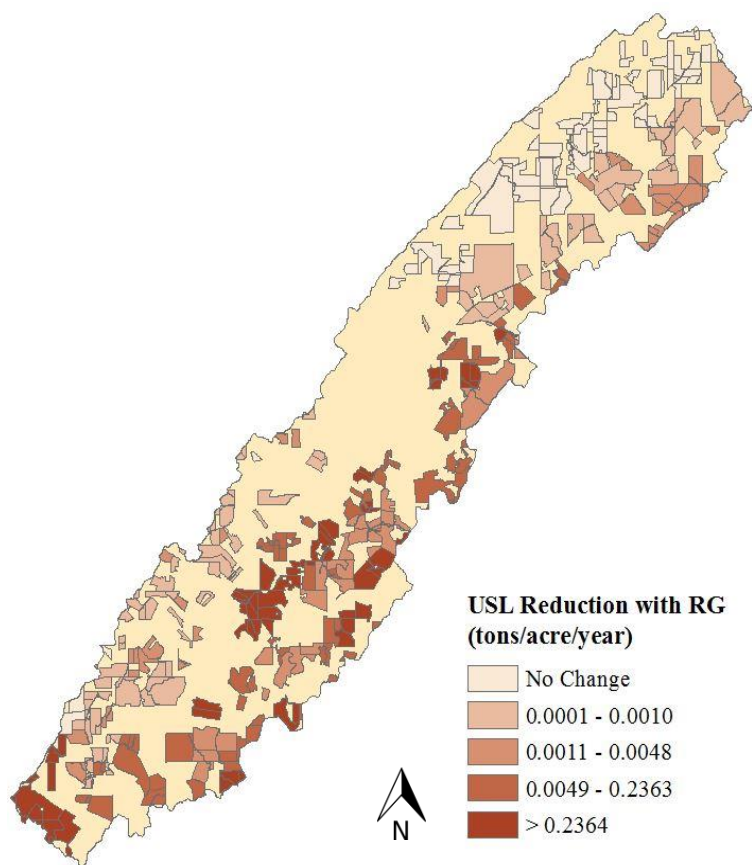 USL Reduction with RG
(tons/acre/year)
No Change
0.0001 - 0.0010
0.0011 - 0.0048
0.0049 - 0.2363
> 0.2364
N